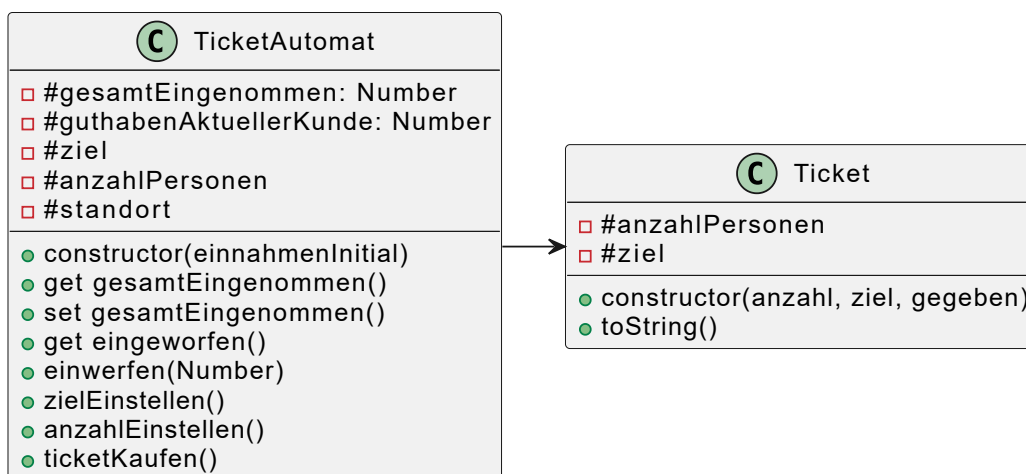 C TicketAutomat
#gesamtEingenommen: Number
#guthabenAktuellerKunde: Number
#ziel
#anzahlPersonen
#standort
constructor(einnahmenInitial)
get gesamtEingenommen()
set gesamtEingenommen()
get eingeworfen()
einwerfen(Number)
zielEinstellen()
anzahlEinstellen()
ticketKaufen()
C Ticket
#anzahlPersonen
#ziel
constructor(anzahl, ziel, gegeben)
toString()